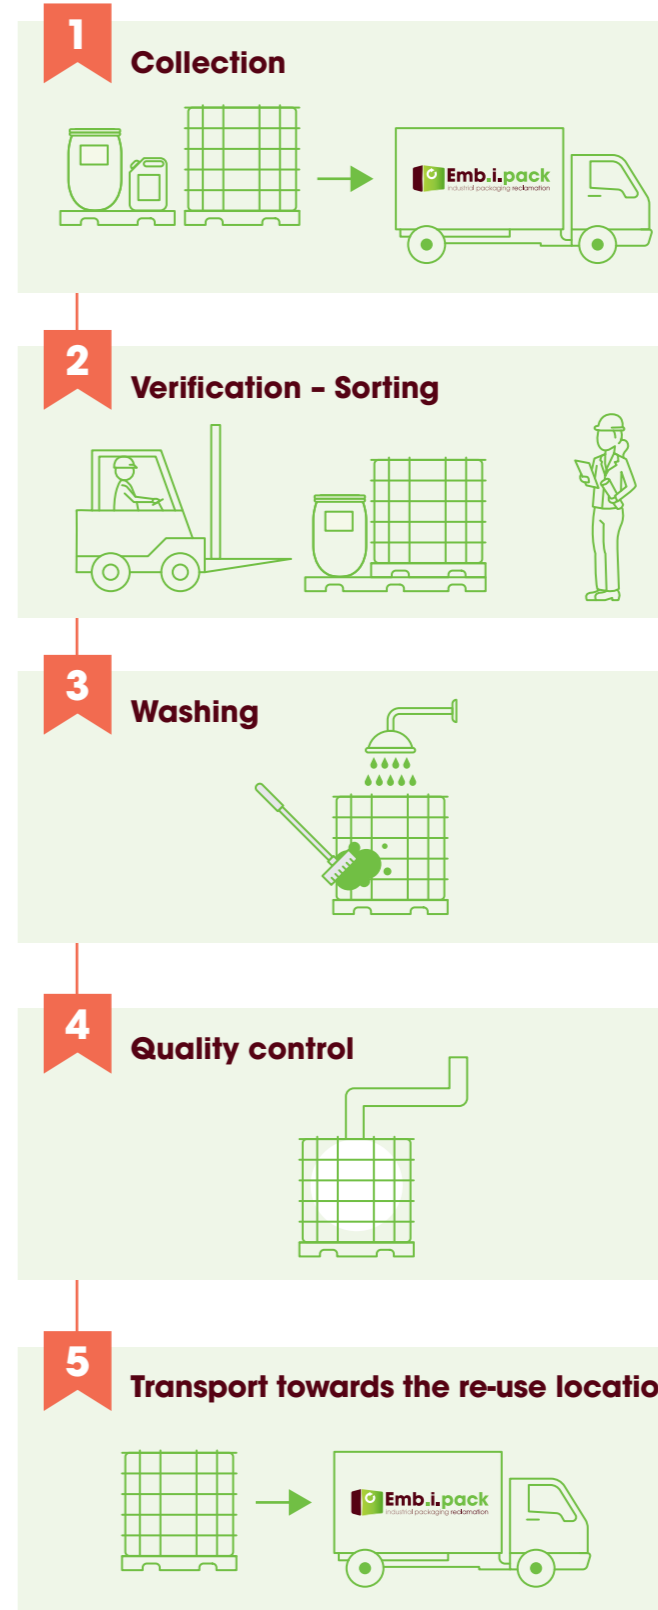 1
Collection
Emb.i.pack
industrial packaging reclamation
2
Verification – Sorting
3
Washing
4
Quality control
5
Transport towards the re-use locatio
Emb.i.pack
industrial packaging reclamation